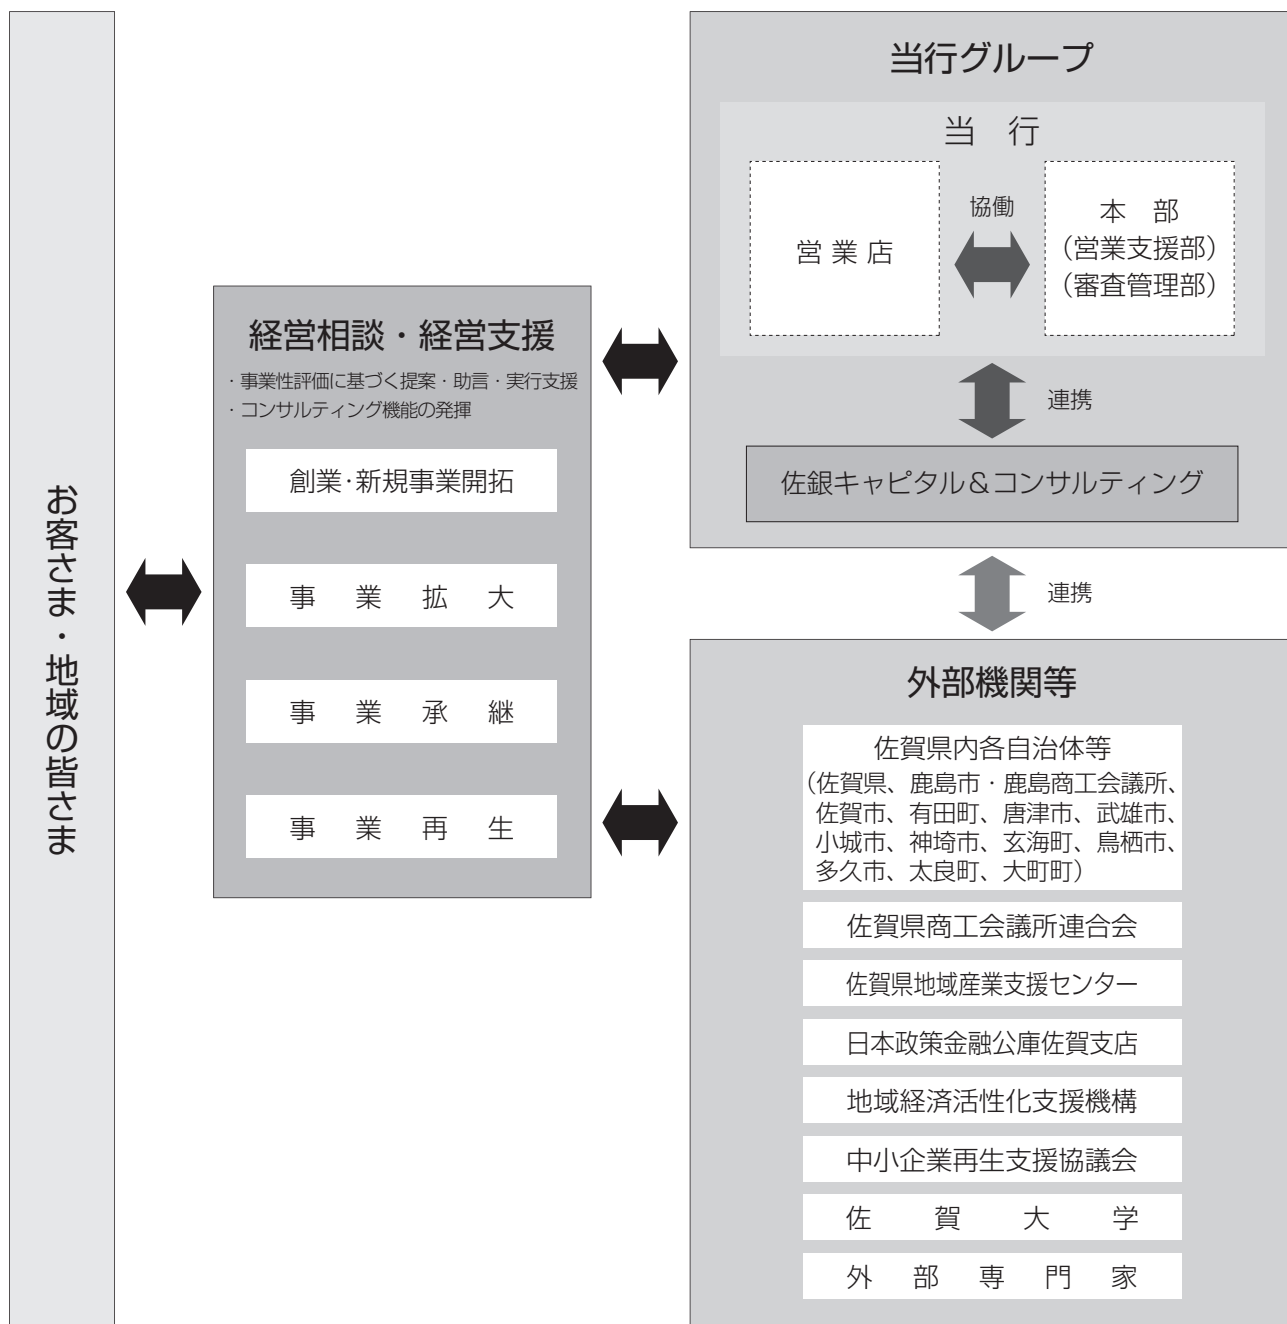 お客さま・地域の皆さま
経営相談・経営支援
・事業性評価に基づく提案・助言・実行支援
・コンサルティング機能の発揮
創業・新規事業開拓
事業拡大
事業承継
事業再生
当行グループ
当 行
営業店
協働
本 部
（営業支援部）
（審査管理部）
連携
佐銀キャピタル＆コンサルティング
連携
外部機関等
佐賀県内各自治体等
（佐賀県、鹿島市・鹿島商工会議所、
佐賀市、有田町、唐津市、武雄市、
小城市、神埼市、玄海町、鳥栖市、
多久市、太良町、大町町）
佐賀県商工会議所連合会
佐賀県地域産業支援センター
日本政策金融公庫佐賀支店
地域経済活性化支援機構
中小企業再生支援協議会
佐賀大学
外部専門家